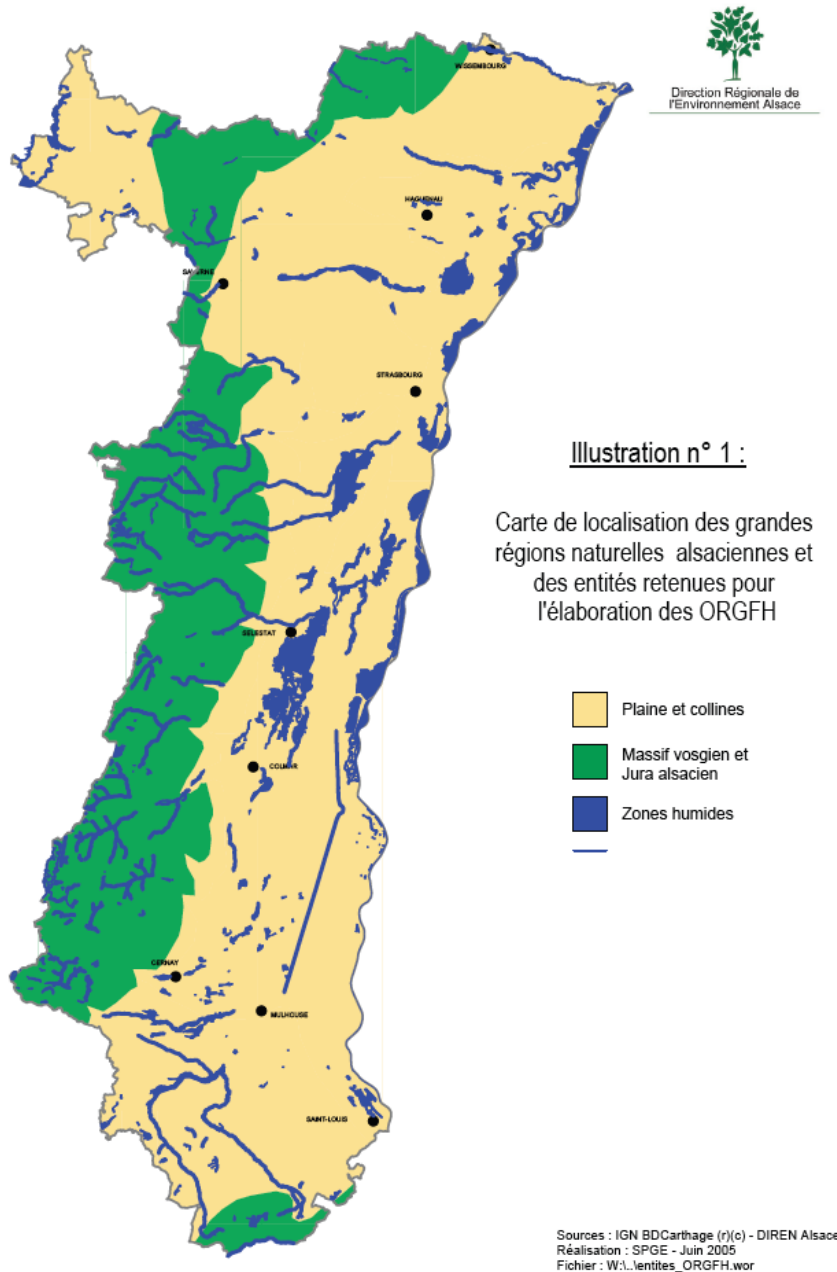 Direction Régionale de
l'Environnement Alsace
WISSEMBOURG
HAGUENAU
SAVERNE
STRASBOURG
SELESTAT
COLMAR
CERNAY
MULHOUSE
SAINT-LOUIS
Illustration n° 1 :
Carte de localisation des grandes
régions naturelles alsaciennes et
des entités retenues pour
l'élaboration des ORGFH
Plaine et collines
Massif vosgien et
Jura alsacien
Zones humides
Sources : IGN BDCarthage (r)(c) - DIREN Alsace
Réalisation : SPGE - Juin 2005
Fichier : W:\..\entites_ORGFH.wor